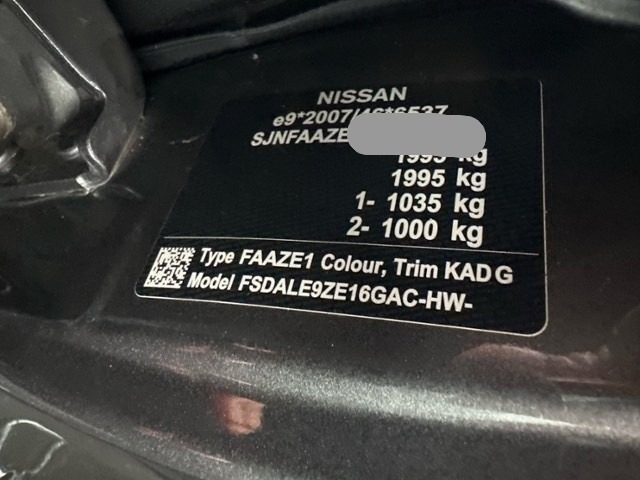 NISSAN
e9*2007/46*6537
SJNFAAZE
1995 kg
1995 kg
1- 1035 kg
2- 1000 kg
Type FAAZE1 Colour, Trim KAD G
Model FSDALE9ZE16GAC-HW-